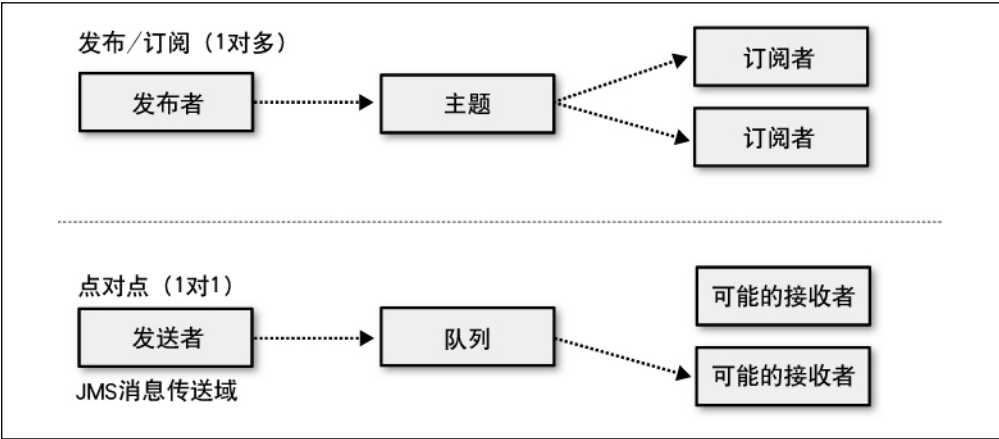 发布/订阅（1对多）
发布者
主题
订阅者
订阅者
点对点（1对1）
发送者
队列
可能的接收者
可能的接收者
JMS消息传送域